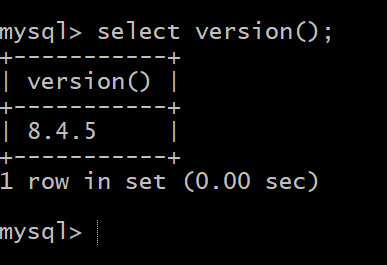 mysql> select version();
+-----------+
| version() |
+-----------+
| 8.4.5     |
+-----------+
1 row in set (0.00 sec)
mysql>